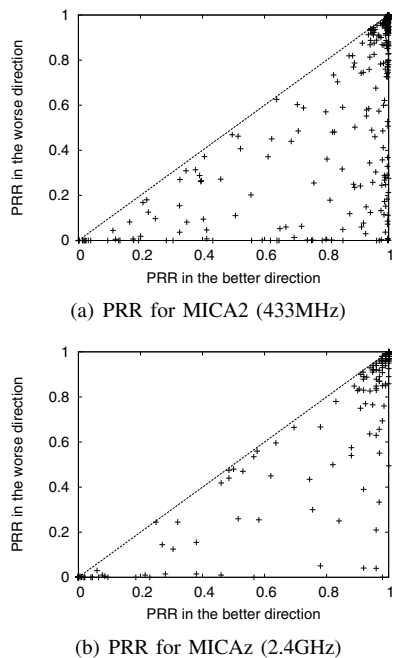 1
0.8
0.6
0.4
0.2
0
0 0.2 0.4 0.6 0.8 1
PRR in the worse direction
PRR in the better direction
(a) PRR for MICA2 (433MHz)
1
0.8
0.6
0.4
0.2
0
0 0.2 0.4 0.6 0.8 1
PRR in the worse direction
PRR in the better direction
(b) PRR for MICAz (2.4GHz)